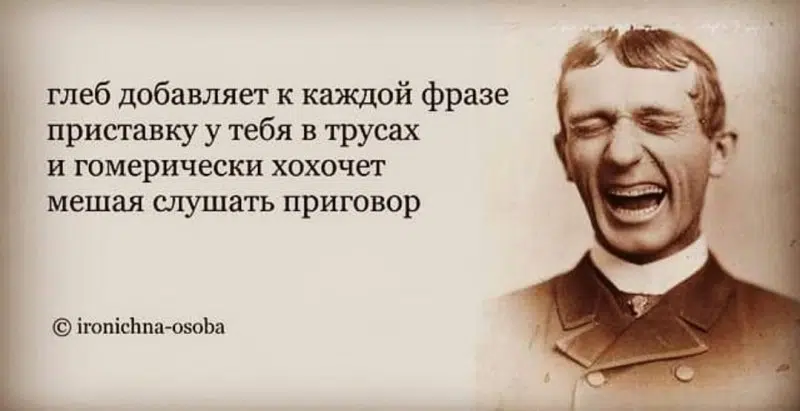 глеб добавляет к каждой фразе
приставку у тебя в трусах
и гомерически хохочет
мешая слушать приговор
© ironichna-osoba